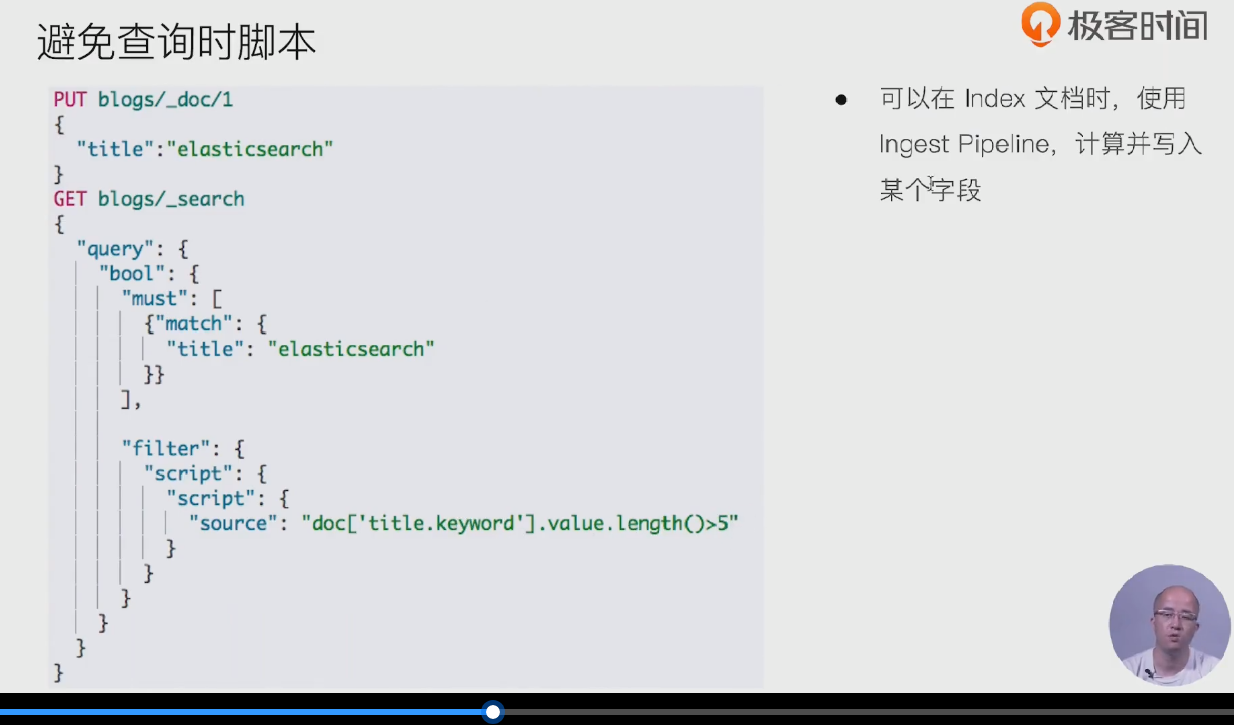 避免查询时脚本
极客时间
PUT blogs/_doc/1
{
"title":"elasticsearch"
}
GET blogs/_search
{
"query": {
"bool": {
"must": [
{"match": {
"title": "elasticsearch"
}}
],
"filter": {
"script": {
"script": {
"source": "doc['title.keyword'].value.length()>5"
}
}
}
}
}
}
● 可以在 Index 文档时，使用
Ingest Pipeline，计算并写入
某个字段